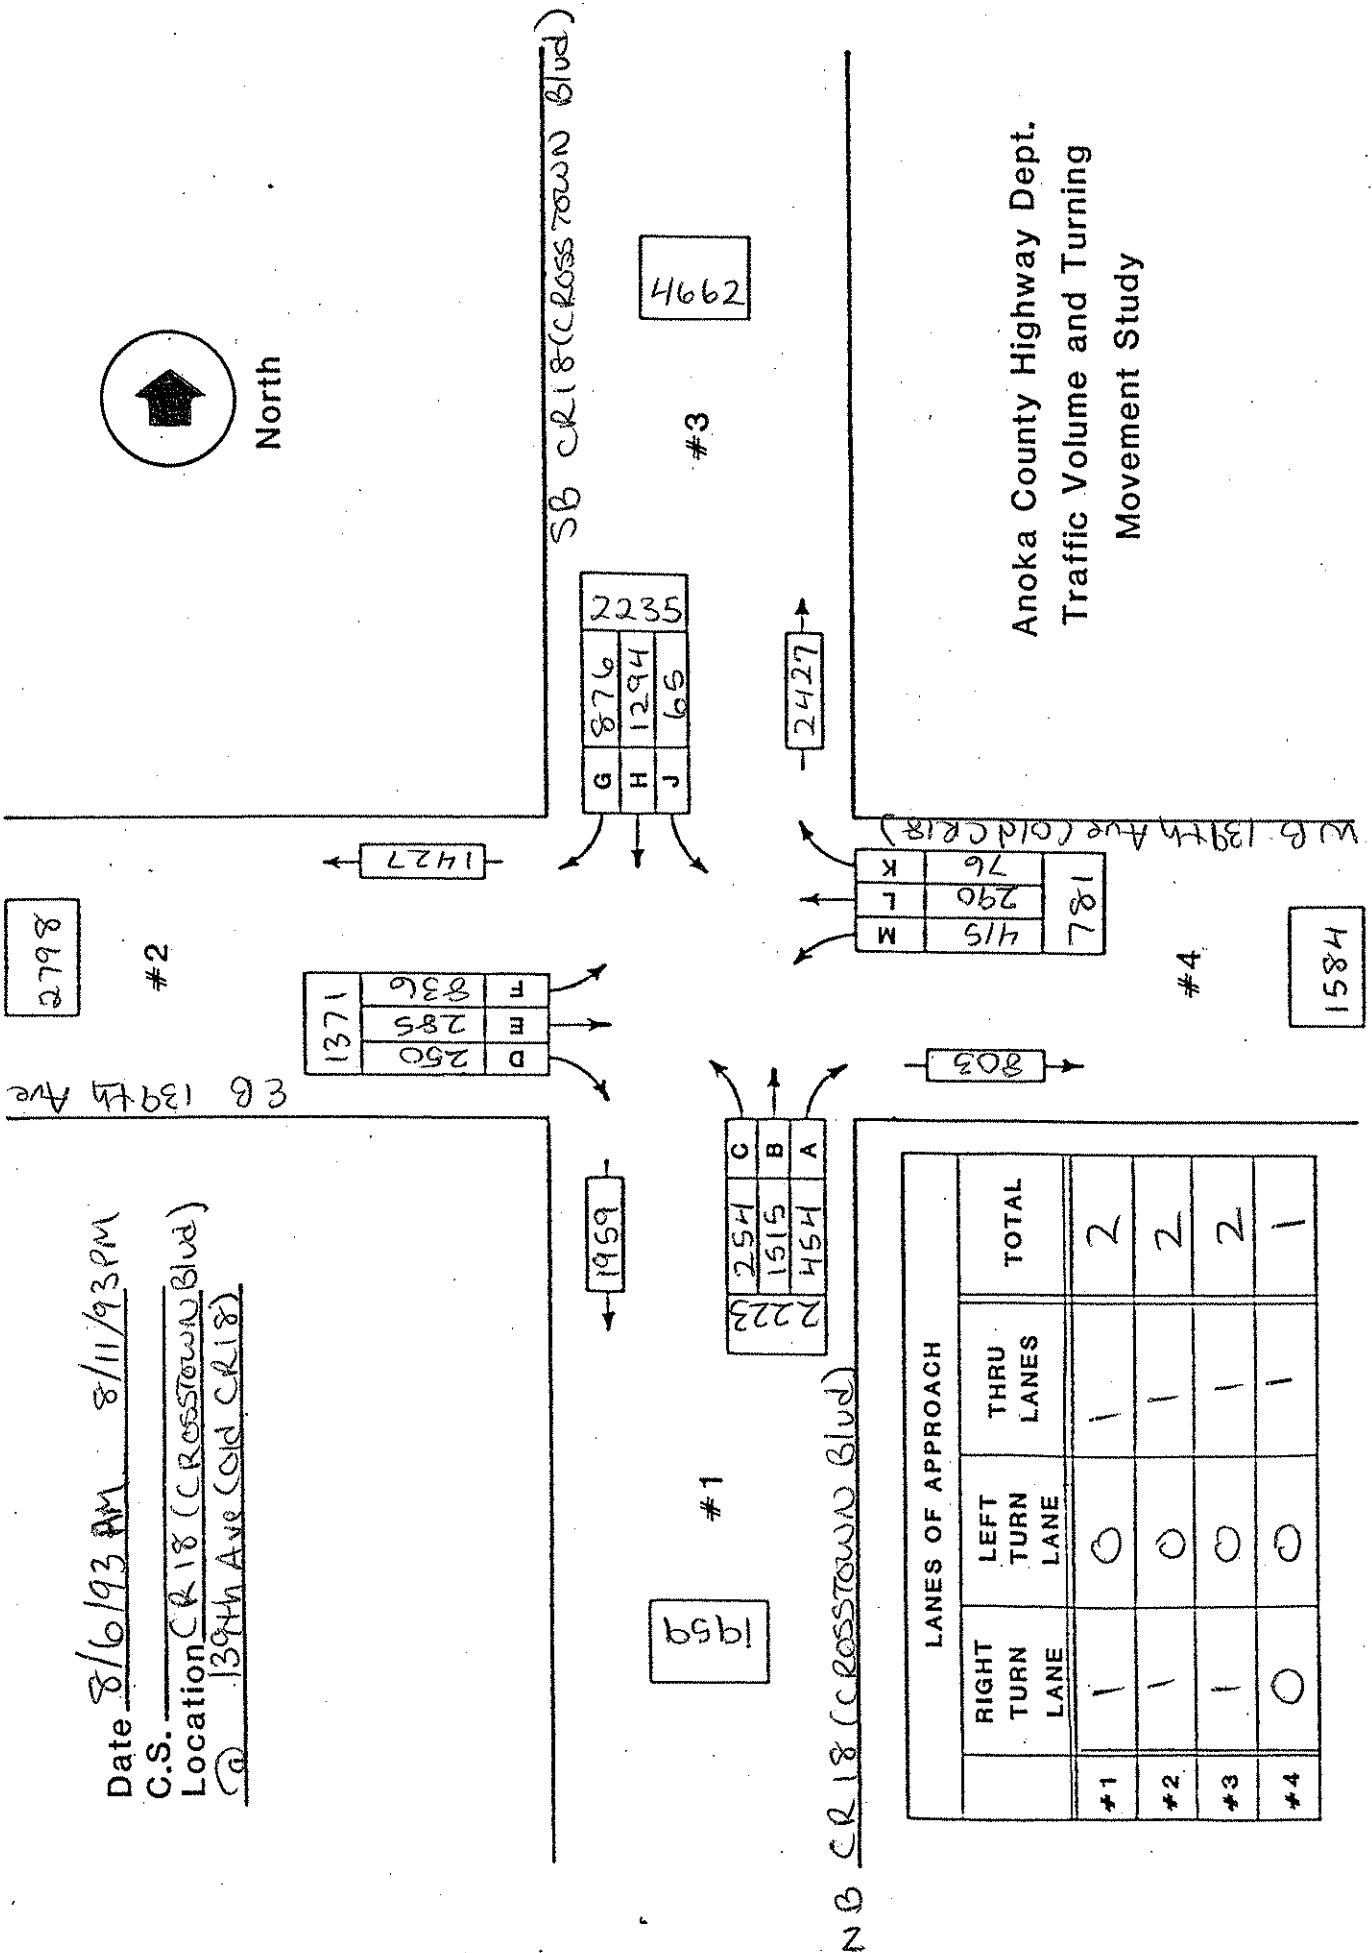 Date 8/6/93 AM 8/11/93 PM
C.S.
Location CR 18 (CROSSTOWN Blvd)
@ 139th Ave (Old CR18)
North
EB 139th Ave
#2
2798
1371
250 285 836
D E F
1427
SB CR18 (CROSSTOWN Blvd)
#3
4662
G 876
H 1294
J 65
2235
2427
1959
#1
1959
2223
254 C
1515 B
454 A
NB CR 18 (CROSSTOWN Blvd)
WB 139th Ave (Old CR18)
M L K
415 290 76
781
803
#4
1584
LANES OF APPROACH
RIGHT TURN LANE LEFT TURN LANE THRU LANES TOTAL
#1 1 0 1 2
#2 1 0 1 2
#3 1 0 1 2
#4 0 0 1 1
Anoka County Highway Dept.
Traffic Volume and Turning
Movement Study